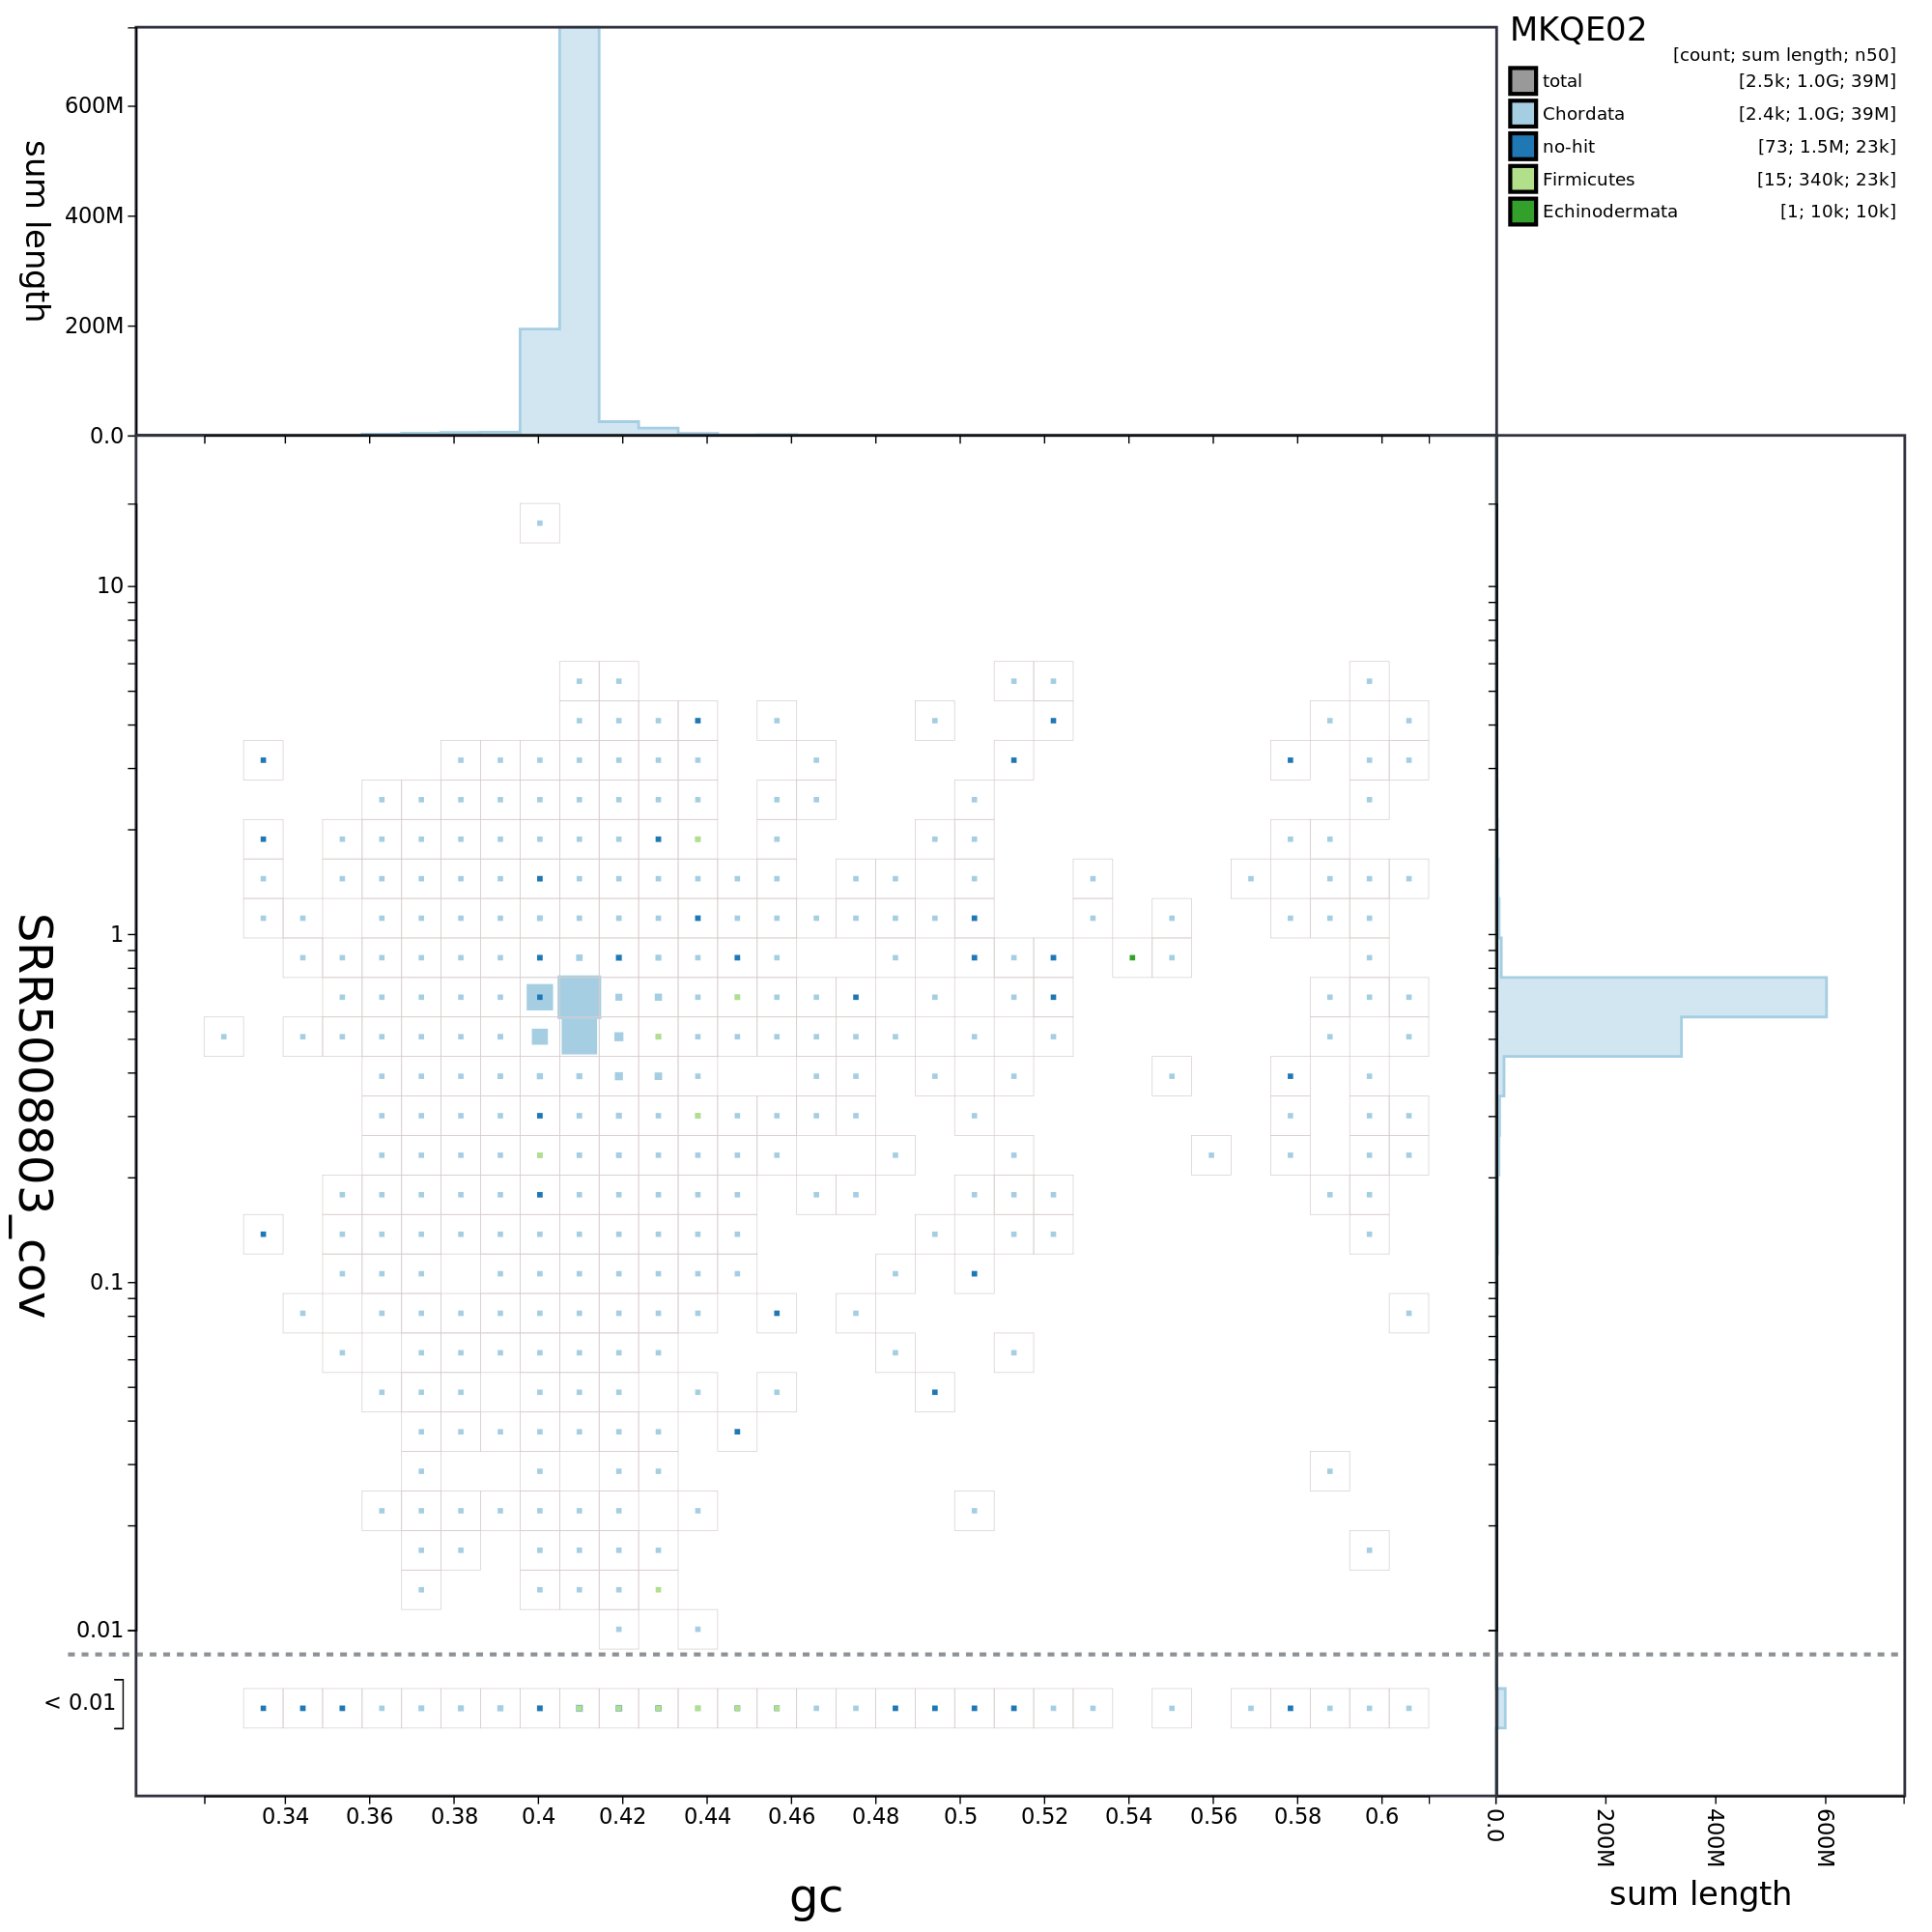 MKQE02
[count; sum length; n50]
total [2.5k; 1.0G; 39M]
Chordata [2.4k; 1.0G; 39M]
no-hit [73; 1.5M; 23k]
Firmicutes [15; 340k; 23k]
Echinodermata [1; 10k; 10k]
sum length
600M
400M
200M
0.0
SRR5008803_cov
10
1
0.1
0.01
< 0.01
0.34 0.36 0.38 0.4 0.42 0.44 0.46 0.48 0.5 0.52 0.54 0.56 0.58 0.6
gc
0.0 200M 400M 600M
sum length